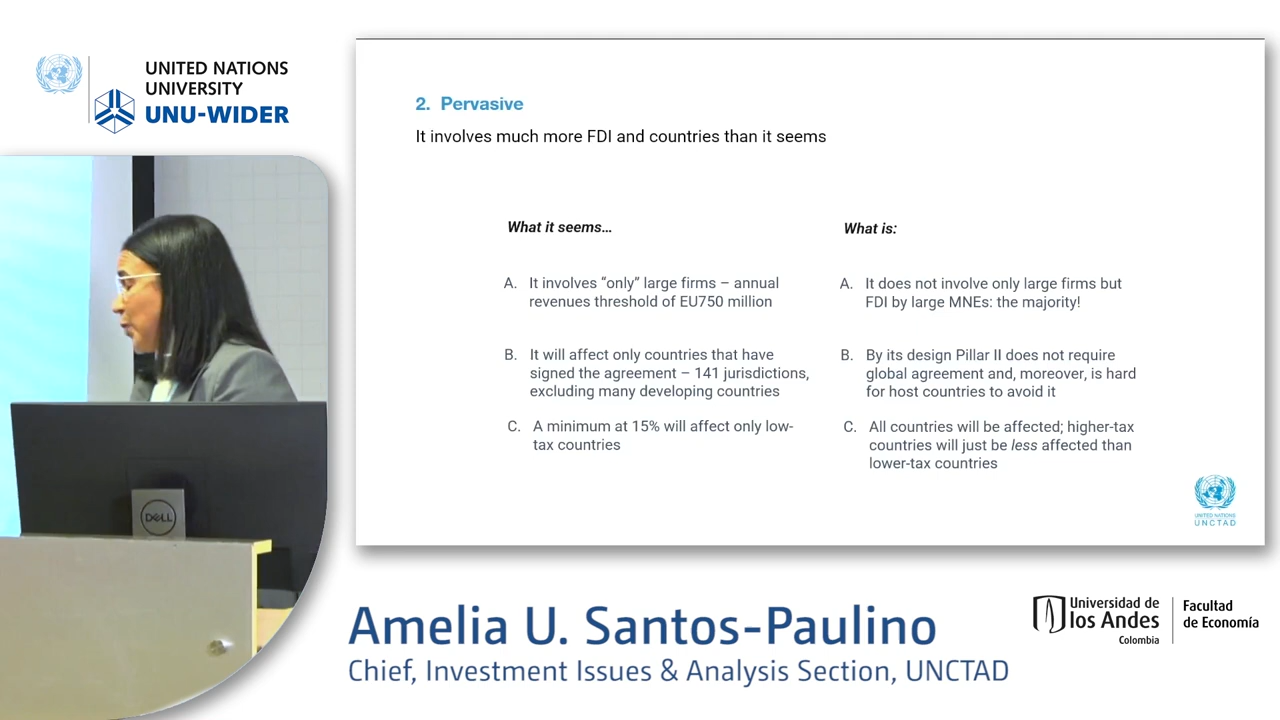 UNITED NATIONS
UNIVERSITY
UNU-WIDER
2. Pervasive
It involves much more FDI and countries than it seems
What it seems…
A. It involves “only” large firms – annual
revenues threshold of EU750 million
B. It will affect only countries that have
signed the agreement – 141 jurisdictions,
excluding many developing countries
C. A minimum at 15% will affect only low-
tax countries
What is:
A. It does not involve only large firms but
FDI by large MNEs: the majority!
B. By its design Pillar II does not require
global agreement and, moreover, is hard
for host countries to avoid it
C. All countries will be affected; higher-tax
countries will just be less affected than
lower-tax countries
UNITED NATIONS
UNCTAD
DELL
Amelia U. Santos-Paulino
Chief, Investment Issues & Analysis Section, UNCTAD
Universidad de
los Andes
Colombia
Facultad
de Economía